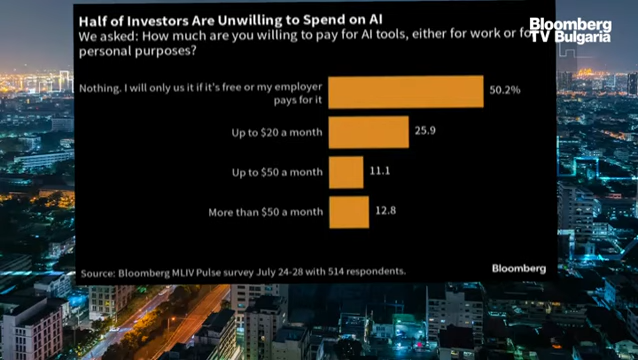 Half of Investors Are Unwilling to Spend on AI
We asked: How much are you willing to pay for AI tools, either for work or for
personal purposes?
Bloomberg
TV Bulgaria
Nothing. I will only us it if it's free or my employer
pays for it
50.2%
Up to $20 a month
25.9
Up to $50 a month
11.1
More than $50 a month
12.8
Source: Bloomberg MLIV Pulse survey July 24-28 with 514 respondents.
Bloomberg